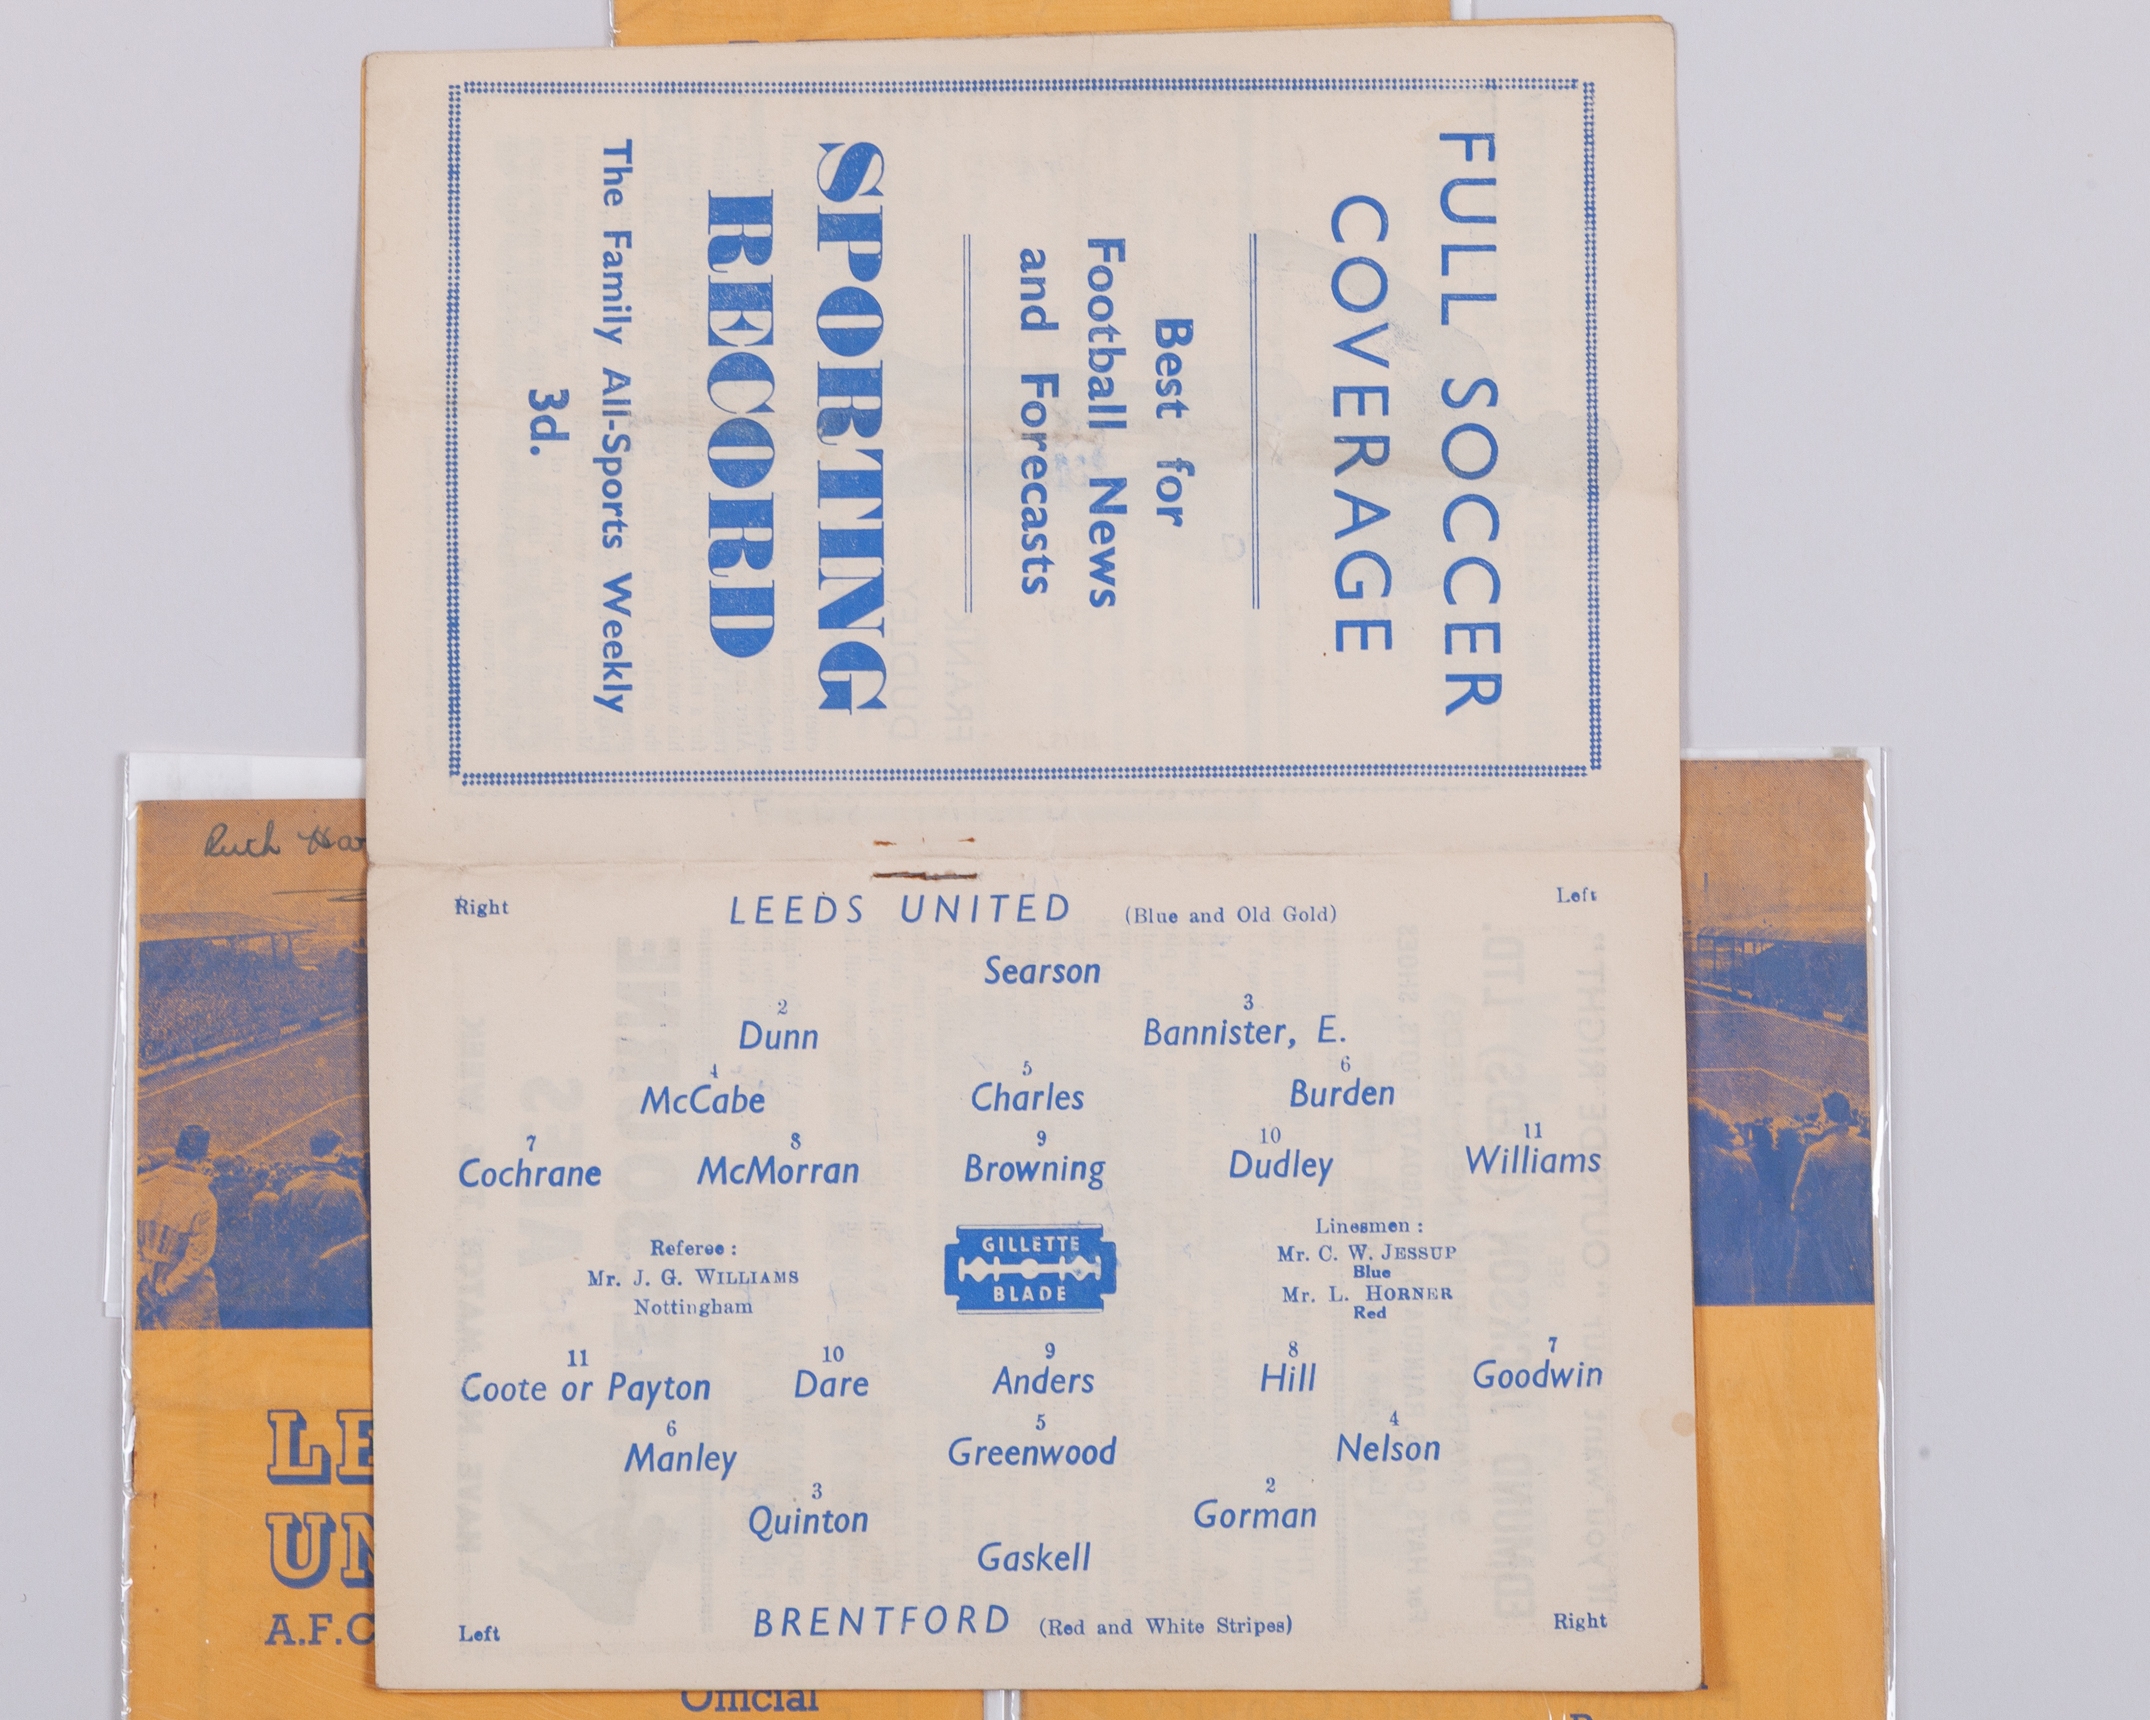 FULL SOCCER
COVERAGE
Best for
Football News
and Forecasts
SPORTING
RECORD
The Family All-Sports Weekly
3d.
Ruth
Right LEEDS UNITED (Blue and Old Gold) Left
Searson
2 3
Dunn Bannister, E.
4 5 6
McCabe Charles Burden
7 8 9 10 11
Cochrane McMorran Browning Dudley Williams
Referee :
Mr. J. G. WILLIAMS
Nottingham
GILLETTE
BLADE
Linesmen :
Mr. C. W. JESSUP
Blue
Mr. L. HORNER
Red
11 10 9 8 7
Coote or Payton Dare Anders Hill Goodwin
6 5 4
Manley Greenwood Nelson
3 2
Quinton Gorman
Gaskell
Left BRENTFORD (Red and White Stripes) Right
LE
UN
A.F.C
Official